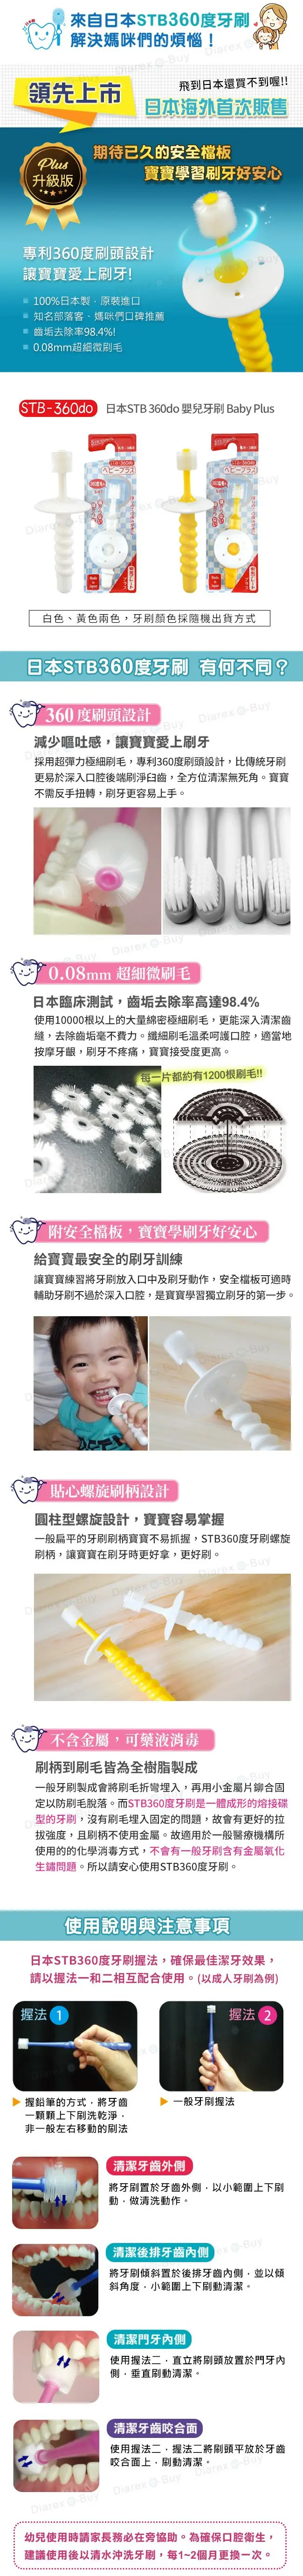 來自日本STB360度牙刷
解決媽咪們的煩惱！
領先上市
飛到日本還買不到喔!!
日本海外首次販售
Plus
升級版
期待已久的安全檔板
寶寶學習刷牙好安心
專利360度刷頭設計
讓寶寶愛上刷牙!
100%日本製．原裝進口
知名部落客、媽咪們口碑推薦
齒垢去除率98.4%!
0.08mm超細微刷毛
STB-360do 日本STB 360do 嬰兒牙刷 Baby Plus
白色、黃色兩色，牙刷顏色採隨機出貨方式
日本STB360度牙刷 有何不同？
360度刷頭設計
減少嘔吐感，讓寶寶愛上刷牙
採用超彈力極細刷毛，專利360度刷頭設計，比傳統牙刷
更易於深入口腔後端刷淨臼齒，全方位清潔無死角。寶寶
不需反手扭轉，刷牙更容易上手。
0.08mm 超細微刷毛
日本臨床測試，齒垢去除率高達98.4%
使用10000根以上的大量綿密極細刷毛，更能深入清潔齒
縫，去除齒垢毫不費力。纖細刷毛溫柔呵護口腔，適當地
按摩牙齦，刷牙不疼痛，寶寶接受度更高。
每一片都約有1200根刷毛!!
附安全檔板，寶寶學刷牙好安心
給寶寶最安全的刷牙訓練
讓寶寶練習將牙刷放入口中及刷牙動作，安全檔板可適時
輔助牙刷不過於深入口腔，是寶寶學習獨立刷牙的第一步。
貼心螺旋刷柄設計
圓柱型螺旋設計，寶寶容易掌握
一般扁平的牙刷刷柄寶寶不易抓握，STB360度牙刷螺旋
刷柄，讓寶寶在刷牙時更好拿，更好刷。
不含金屬，可藥液消毒
刷柄到刷毛皆為全樹脂製成
一般牙刷製成會將刷毛折彎埋入，再用小金屬片鉚合固
定以防刷毛脫落。而STB360度牙刷是一體成形的熔接碟
型的牙刷，沒有刷毛埋入固定的問題，故會有更好的拉
拔強度，且刷柄不使用金屬。故適用於一般醫療機構所
使用的的化學消毒方式，不會有一般牙刷含有金屬氧化
生鏽問題。所以請安心使用STB360度牙刷。
使用說明與注意事項
日本STB360度牙刷握法，確保最佳潔牙效果，
請以握法一和二相互配合使用。(以成人牙刷為例)
握法 1
握法 2
握鉛筆的方式．將牙齒
一顆顆上下刷洗乾淨．
非一般左右移動的刷法
一般牙刷握法
清潔牙齒外側
將牙刷置於牙齒外側．以小範圍上下刷
動．做清洗動作。
清潔後排牙齒內側
將牙刷傾斜置於後排牙齒內側．並以傾
斜角度．小範圍上下刷動清潔。
清潔門牙內側
使用握法二．直立將刷頭放置於門牙內
側．垂直刷動清潔。
清潔牙齒咬合面
使用握法二．握法二將刷頭平放於牙齒
咬合面上．刷動清潔。
幼兒使用時請家長務必在旁協助。為確保口腔衛生，
建議使用後以清水沖洗牙刷，每1~2個月更換一次。